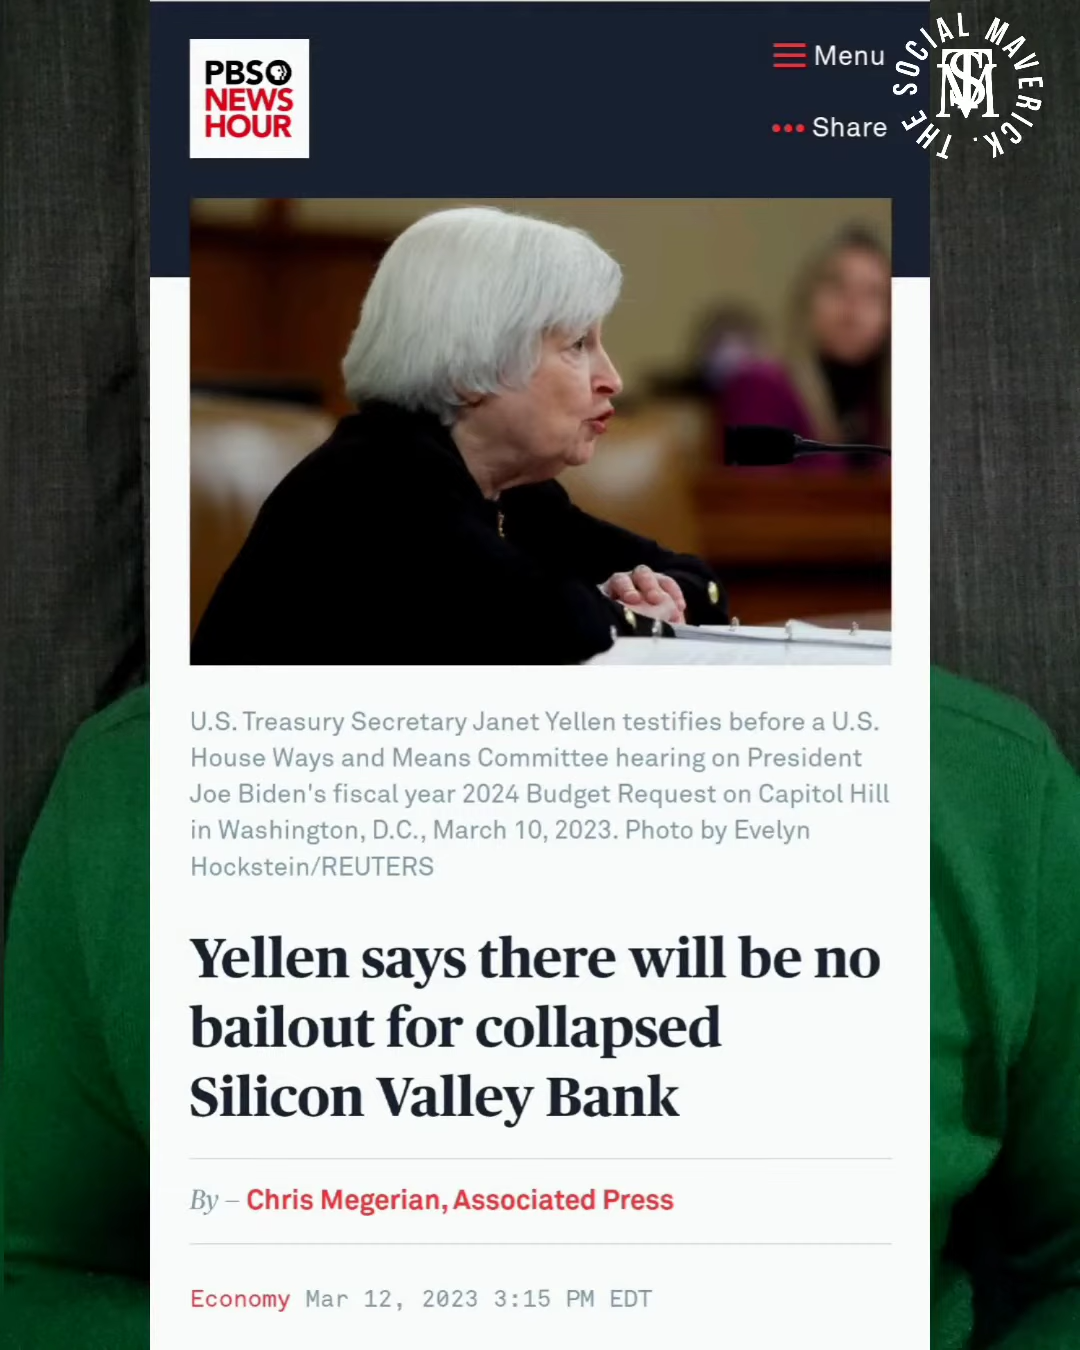 PBS
NEWS
HOUR
Menu
Share
THE SOCIAL MAVERICK.
TSM
U.S. Treasury Secretary Janet Yellen testifies before a U.S.
House Ways and Means Committee hearing on President
Joe Biden's fiscal year 2024 Budget Request on Capitol Hill
in Washington, D.C., March 10, 2023. Photo by Evelyn
Hockstein/REUTERS
Yellen says there will be no
bailout for collapsed
Silicon Valley Bank
By – Chris Megerian, Associated Press
Economy Mar 12, 2023 3:15 PM EDT